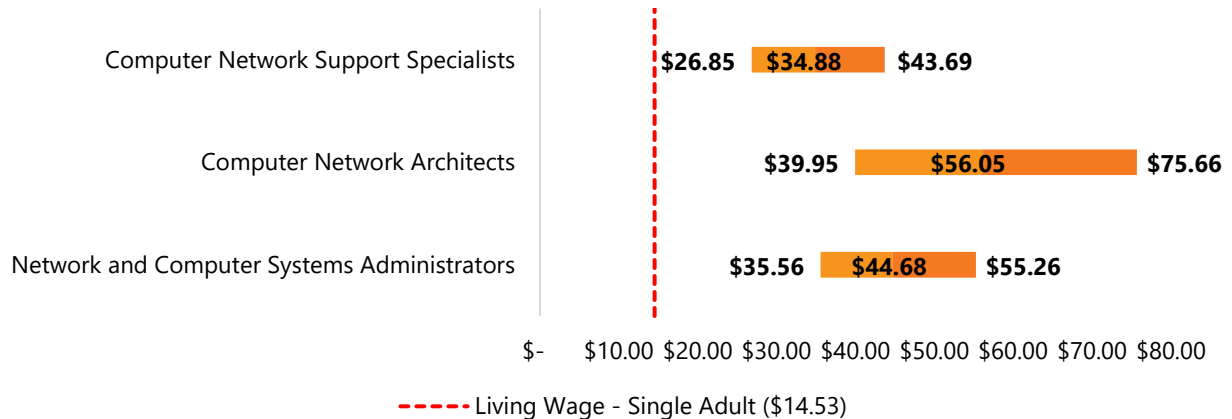 Computer Network Support Specialists $26.85 $34.88 $43.69
Computer Network Architects $39.95 $56.05 $75.66
Network and Computer Systems Administrators $35.56 $44.68 $55.26
$- $10.00 $20.00 $30.00 $40.00 $50.00 $60.00 $70.00 $80.00
Living Wage - Single Adult ($14.53)